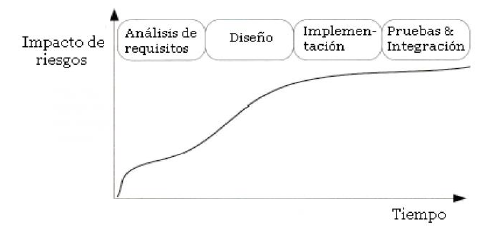 Impacto de
riesgos
Análisis de
requisitos
Diseño
Implemen-
tación
Pruebas &
Integración
Tiempo